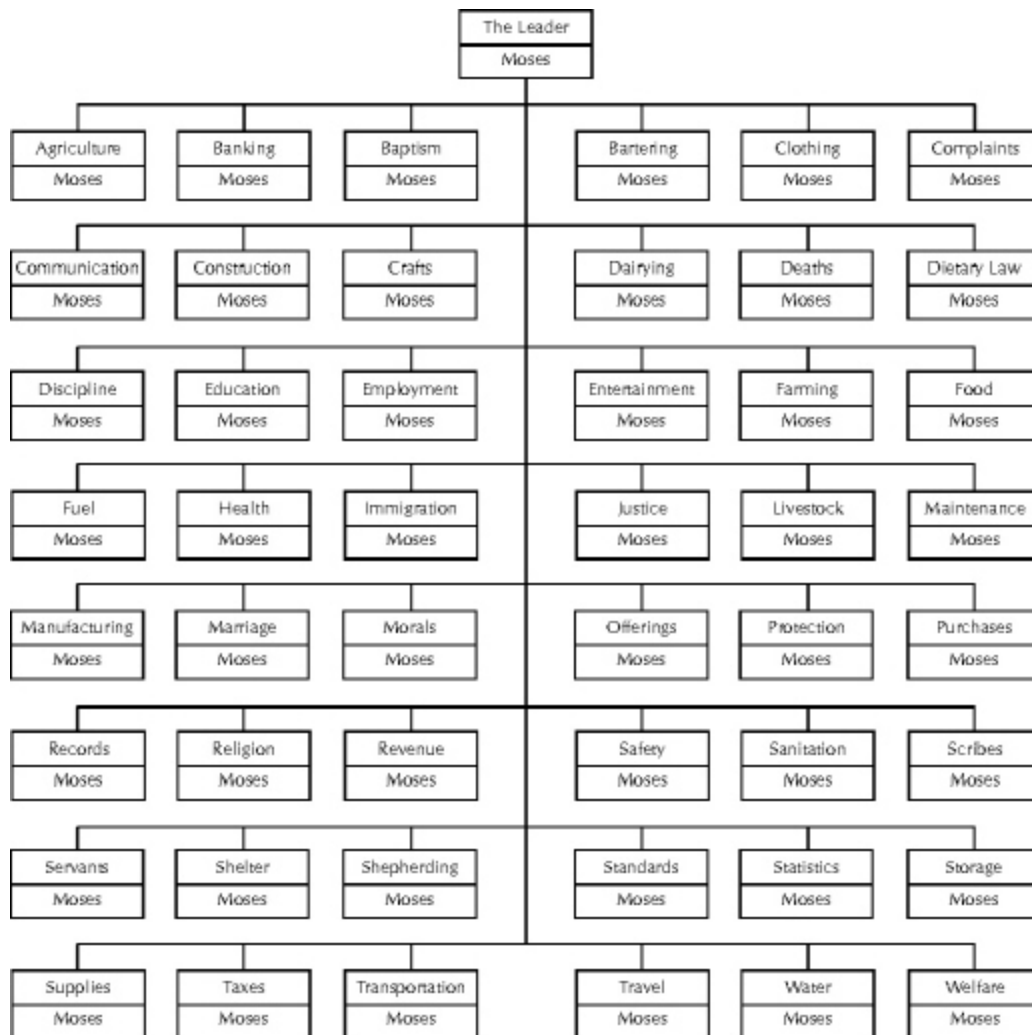 The Leader
Moses
Agriculture Banking Baptism Bartering Clothing Complaints
Moses Moses Moses Moses Moses Moses
Communication Construction Crafts Dairying Deaths Dietary Law
Moses Moses Moses Moses Moses Moses
Discipline Education Employment Entertainment Farming Food
Moses Moses Moses Moses Moses Moses
Fuel Health Immigration Justice Livestock Maintenance
Moses Moses Moses Moses Moses Moses
Manufacturing Marriage Morals Offerings Protection Purchases
Moses Moses Moses Moses Moses Moses
Records Religion Revenue Safety Sanitation Scribes
Moses Moses Moses Moses Moses Moses
Servants Shelter Shepherding Standards Statistics Storage
Moses Moses Moses Moses Moses Moses
Supplies Taxes Transportation Travel Water Welfare
Moses Moses Moses Moses Moses Moses